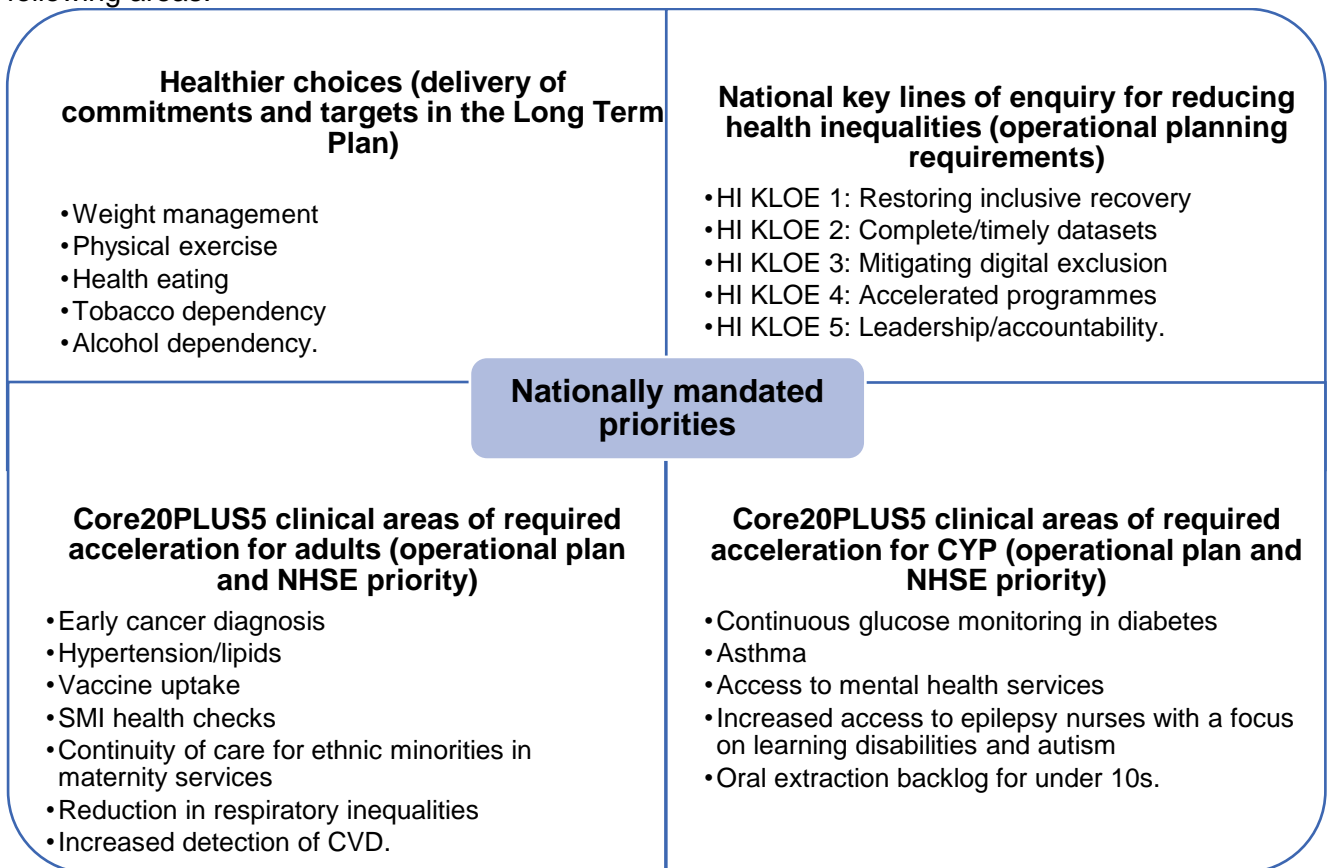 following areas:
Healthier choices (delivery of
commitments and targets in the Long Term
Plan)
•Weight management
•Physical exercise
•Health eating
•Tobacco dependency
•Alcohol dependency.
National key lines of enquiry for reducing
health inequalities (operational planning
requirements)
•HI KLOE 1: Restoring inclusive recovery
•HI KLOE 2: Complete/timely datasets
•HI KLOE 3: Mitigating digital exclusion
•HI KLOE 4: Accelerated programmes
•HI KLOE 5: Leadership/accountability.
Nationally mandated
priorities
Core20PLUS5 clinical areas of required
acceleration for adults (operational plan
and NHSE priority)
•Early cancer diagnosis
•Hypertension/lipids
•Vaccine uptake
•SMI health checks
•Continuity of care for ethnic minorities in
maternity services
•Reduction in respiratory inequalities
•Increased detection of CVD.
Core20PLUS5 clinical areas of required
acceleration for CYP (operational plan and
NHSE priority)
•Continuous glucose monitoring in diabetes
•Asthma
•Access to mental health services
•Increased access to epilepsy nurses with a focus
on learning disabilities and autism
•Oral extraction backlog for under 10s.